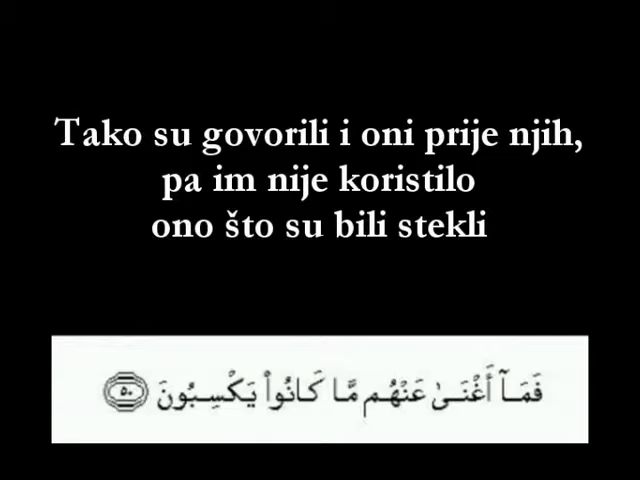 Tako su govorili i oni prije njih,
pa im nije koristilo
ono što su bili stekli
فَمَآ أَغْنَىٰ عَنْهُم مَّا كَانُوا۟ يَكْسِبُونَ ٥٠